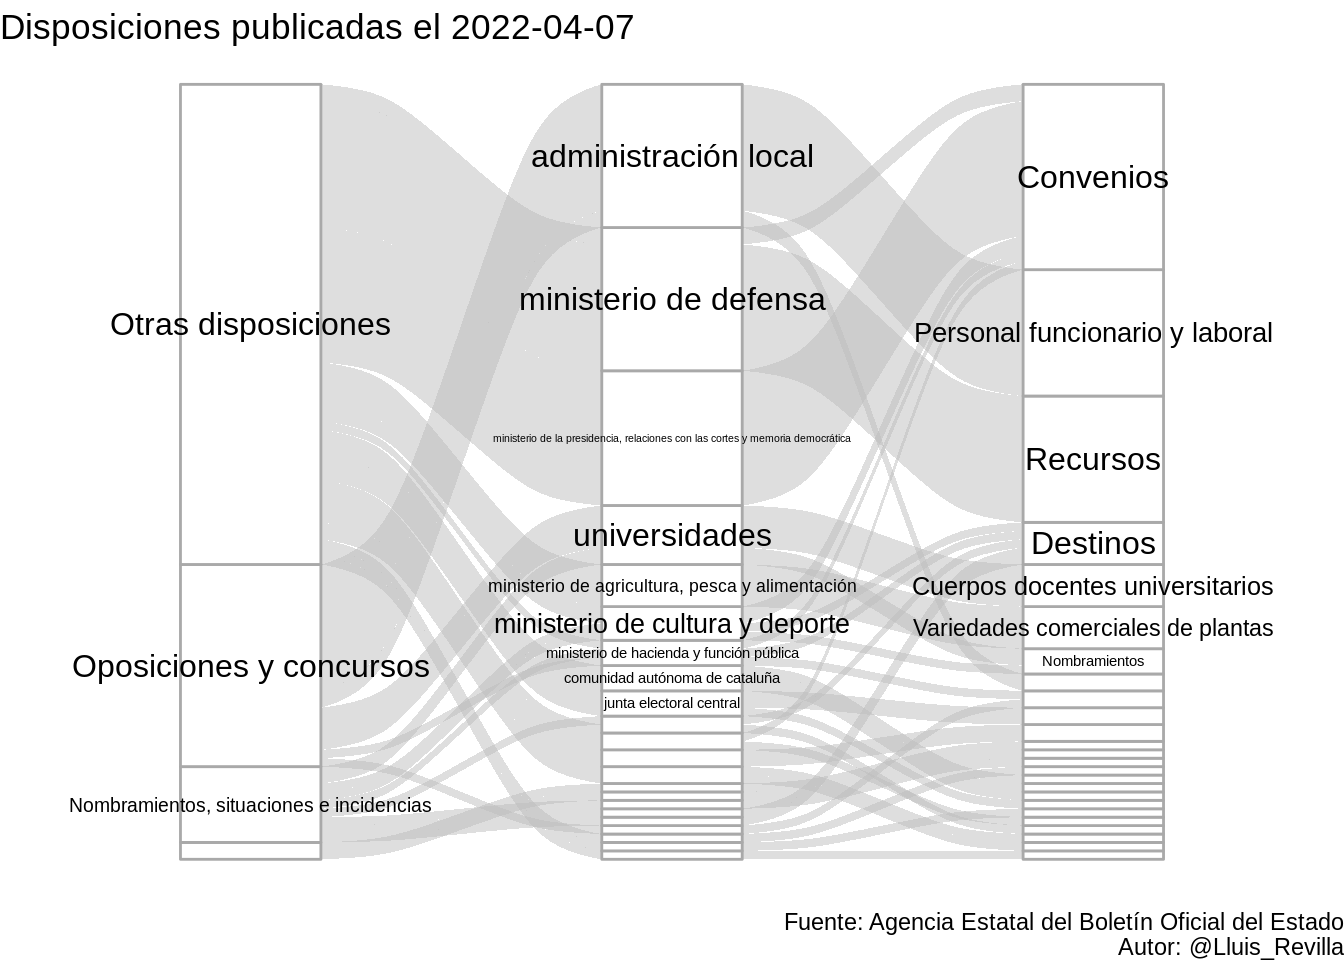 Disposiciones publicadas el 2022-04-07
Otras disposiciones
Oposiciones y concursos
Nombramientos, situaciones e incidencias
administración local
ministerio de defensa
ministerio de la presidencia, relaciones con las cortes y memoria democrática
universidades
ministerio de agricultura, pesca y alimentación
ministerio de cultura y deporte
ministerio de hacienda y función pública
comunidad autónoma de cataluña
junta electoral central
Convenios
Personal funcionario y laboral
Recursos
Destinos
Cuerpos docentes universitarios
Variedades comerciales de plantas
Nombramientos
Fuente: Agencia Estatal del Boletín Oficial del Estado
Autor: @Lluis_Revilla